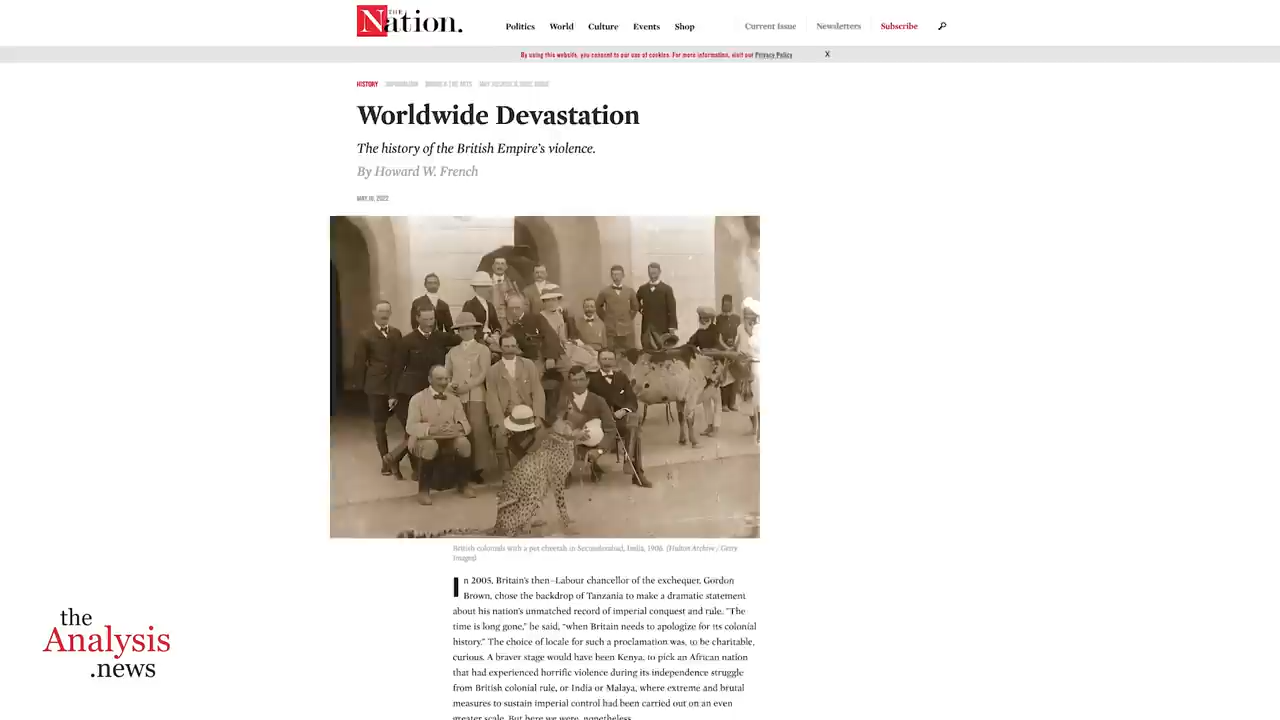 THE
Nation.
Politics World Culture Events Shop Current Issue Newsletters Subscribe
By using this website, you consent to our use of cookies. For more information, visit our Privacy Policy X
HISTORY
Worldwide Devastation
The history of the British Empire's violence.
By Howard W. French
2022
British colonials with a pet cheetah in Secunderabad, India, 1906. (Hulton Archive / Getty
Images)
In 2005, Britain's then–Labour chancellor of the exchequer, Gordon
Brown, chose the backdrop of Tanzania to make a dramatic statement
about his nation's unmatched record of imperial conquest and rule. "The
time is long gone," he said, "when Britain needs to apologize for its colonial
history." The choice of locale for such a proclamation was, to be charitable,
curious. A braver stage would have been Kenya, to pick an African nation
that had experienced horrific violence during its independence struggle
from British colonial rule, or India or Malaya, where extreme and brutal
measures to sustain imperial control had been carried out on an even
greater scale. But here we were, nonetheless
the
Analysis
.news